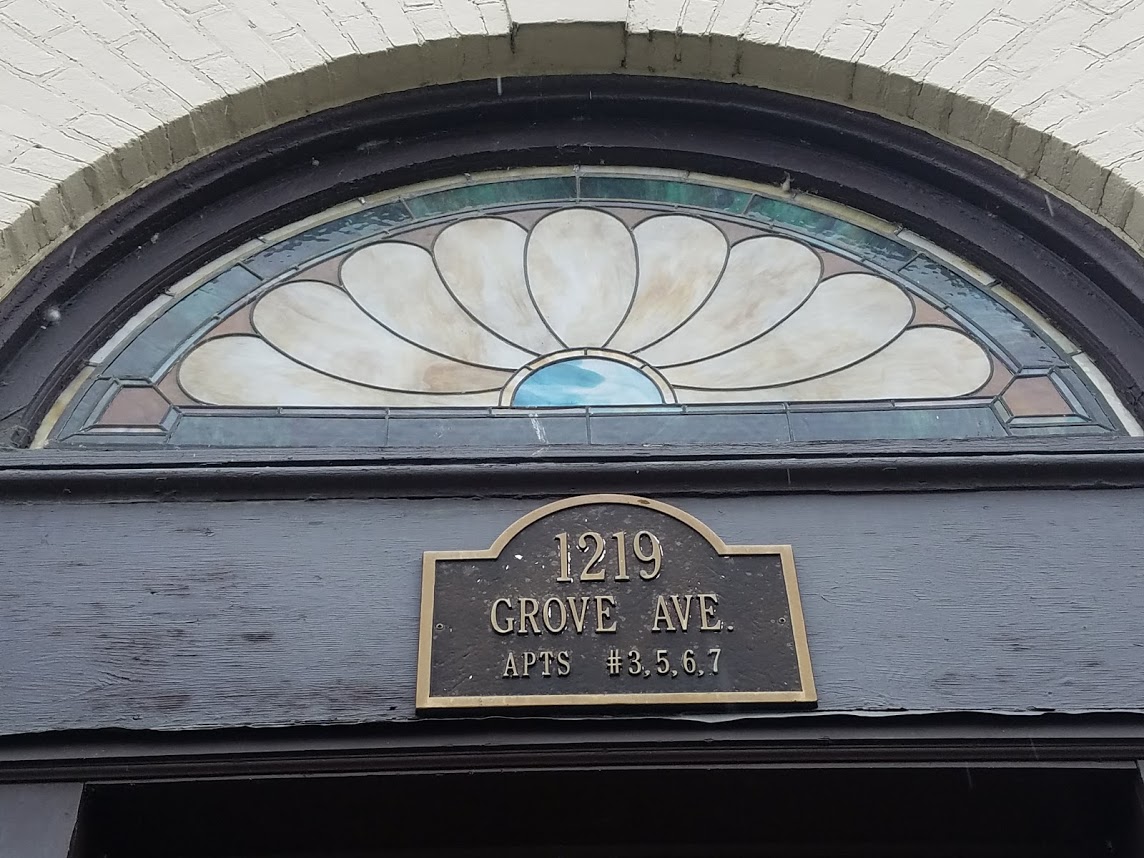 1219
GROVE AVE.
APTS #3,5,6,7